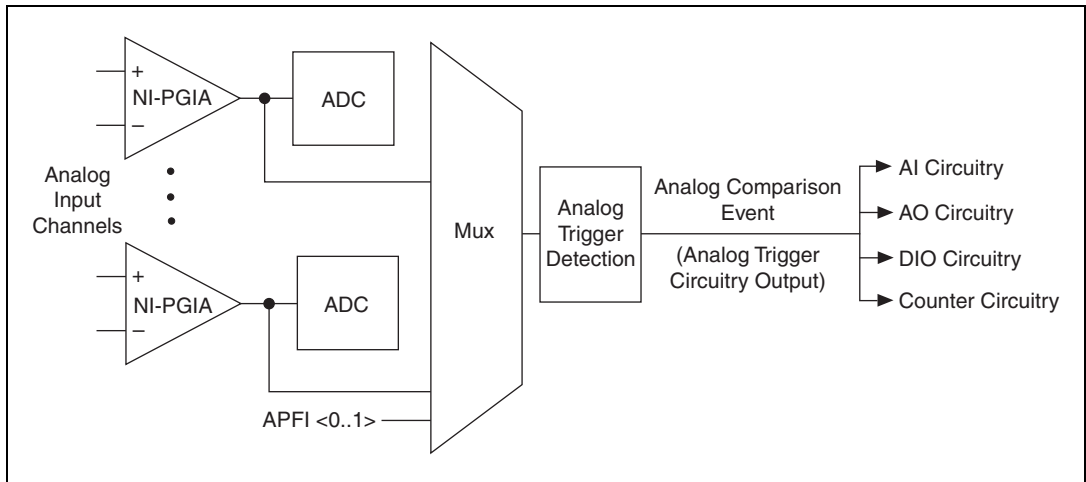 +
NI-PGIA
−
ADC
Analog
Input
Channels
+
NI-PGIA
−
ADC
APFI <0..1>
Mux
Analog
Trigger
Detection
Analog Comparison
Event
(Analog Trigger
Circuitry Output)
AI Circuitry
AO Circuitry
DIO Circuitry
Counter Circuitry